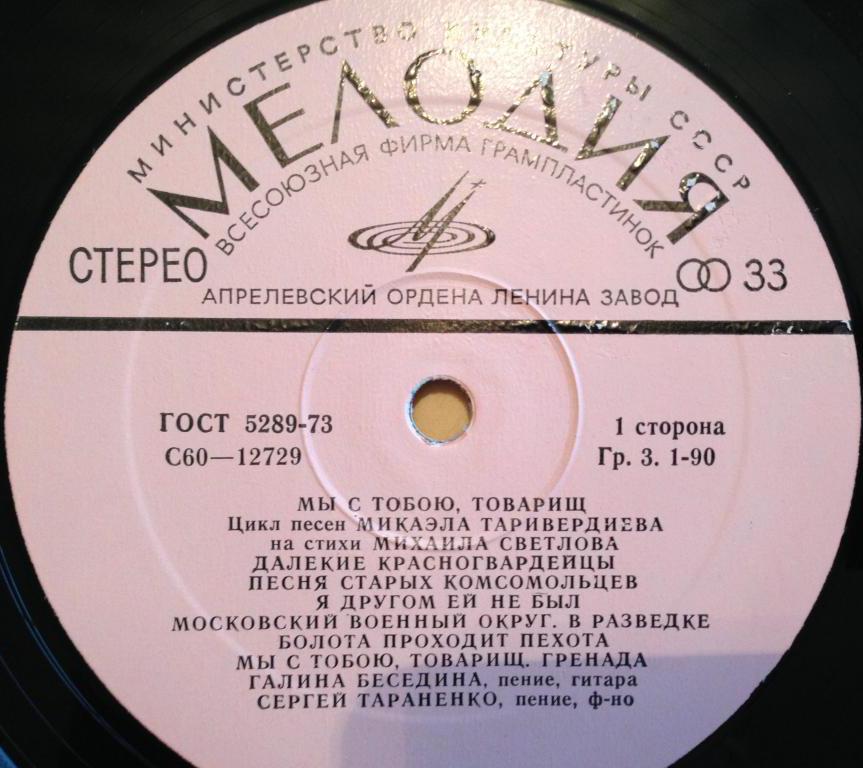 МИНИСТЕРСТВО КУЛЬТУРЫ СССР
МЕЛОДИЯ
ВСЕСОЮЗНАЯ ФИРМА ГРАМПЛАСТИНОК
СТЕРЕО
33
АПРЕЛЕВСКИЙ ОРДЕНА ЛЕНИНА ЗАВОД
ГОСТ 5289-73
1 сторона
С60—12729
Гр. 3. 1-90
МЫ С ТОБОЮ, ТОВАРИЩ
Цикл песен МИКАЭЛА ТАРИВЕРДИЕВА
на стихи МИХАИЛА СВЕТЛОВА
ДАЛЕКИЕ КРАСНОГВАРДЕЙЦЫ
ПЕСНЯ СТАРЫХ КОМСОМОЛЬЦЕВ
Я ДРУГОМ ЕЙ НЕ БЫЛ
МОСКОВСКИЙ ВОЕННЫЙ ОКРУГ. В РАЗВЕДКЕ
БОЛОТА ПРОХОДИТ ПЕХОТА
МЫ С ТОБОЮ, ТОВАРИЩ. ГРЕНАДА
ГАЛИНА БЕСЕДИНА, пение, гитара
СЕРГЕЙ ТАРАНЕНКО, пение, ф-но